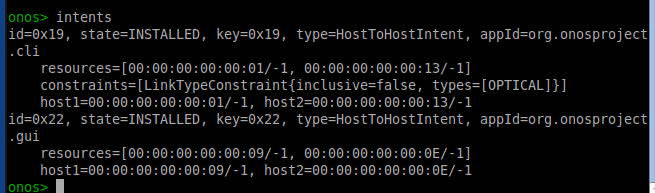 onos> intents
id=0x19, state=INSTALLED, key=0x19, type=HostToHostIntent, appId=org.onosproject
.cli
    resources=[00:00:00:00:00:01/-1, 00:00:00:00:00:13/-1]
    constraints=[LinkTypeConstraint{inclusive=false, types=[OPTICAL]}]
    host1=00:00:00:00:00:01/-1, host2=00:00:00:00:00:13/-1
id=0x22, state=INSTALLED, key=0x22, type=HostToHostIntent, appId=org.onosproject
.gui
    resources=[00:00:00:00:00:09/-1, 00:00:00:00:00:0E/-1]
    host1=00:00:00:00:00:09/-1, host2=00:00:00:00:00:0E/-1
onos>